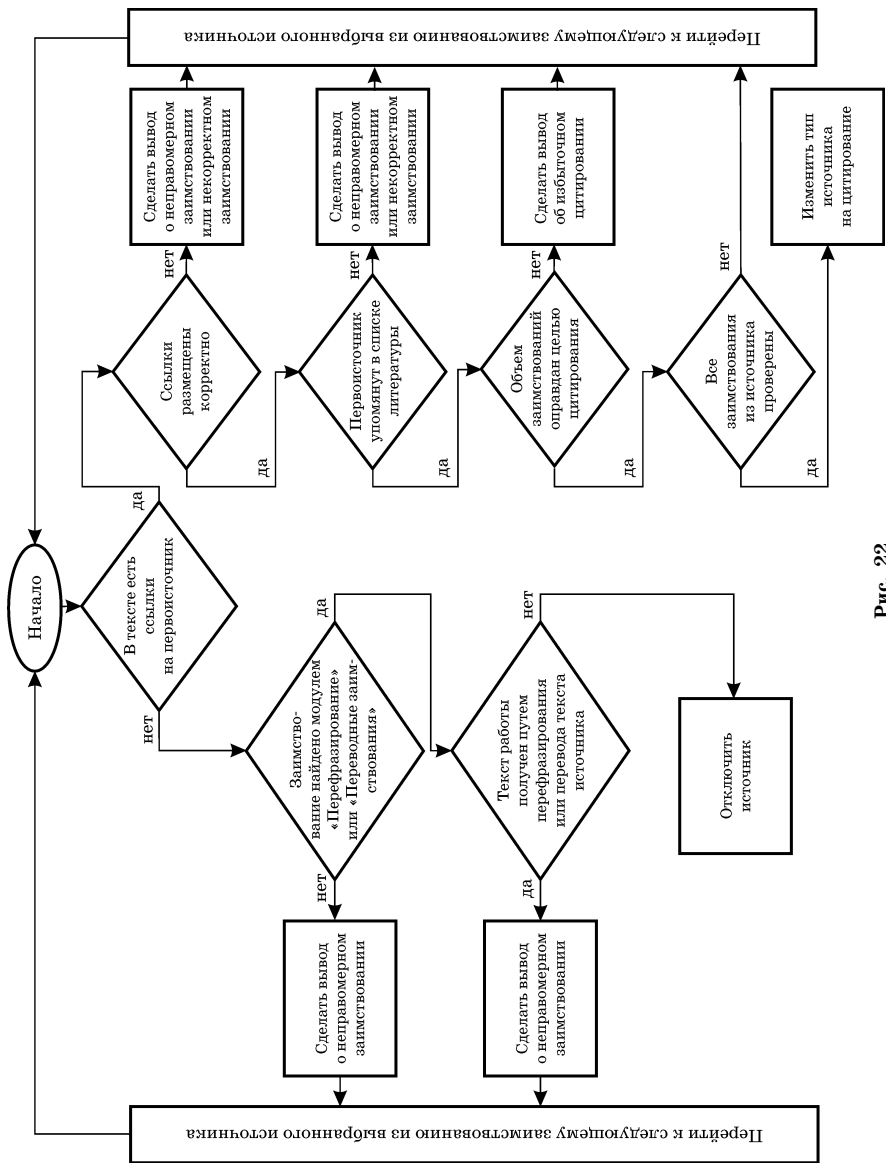 Начало
В тексте есть
ссылки
на первоисточник
да
нет
Ссылки
размещены
корректно
нет
да
Сделать вывод
о неправомерном
заимствовании
или некорректном
заимствовании
Первоисточник
упомянут в списке
литературы
нет
да
Сделать вывод
о неправомерном
заимствовании
или некорректном
заимствовании
Объем
заимствований
оправдан целью
цитирования
нет
да
Сделать вывод
об избыточном
цитировании
Все
заимствования
из источника
проверены
нет
да
Изменить тип
источника
на цитирование
Перейти к следующему заимствованию из выбранного источника
Заимство-
вание найдено модулем
«Перефразирование»
или «Переводные заим-
ствования»
нет
да
Сделать вывод
о неправомерном
заимствовании
Текст работы
получен путем
перефразирования
или перевода текста
источника
да
нет
Сделать вывод
о неправомерном
заимствовании
Отключить
источник
Перейти к следующему заимствованию из выбранного источника
Рис. 22